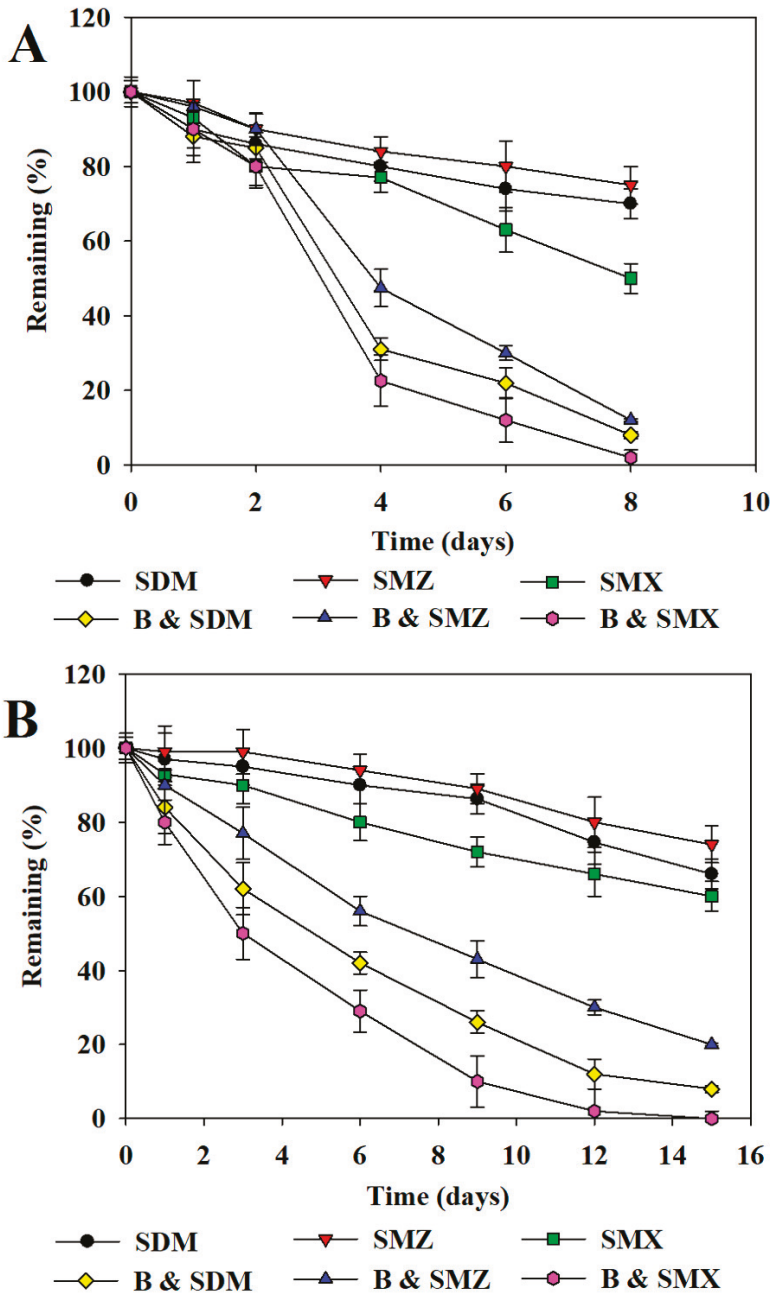 A
120
100
80
60
40
20
0
Remaining (%)
0 2 4 6 8 10
Time (days)
SDM SMZ SMX
B & SDM B & SMZ B & SMX
B
120
100
80
60
40
20
0
Remaining (%)
0 2 4 6 8 10 12 14 16
Time (days)
SDM SMZ SMX
B & SDM B & SMZ B & SMX